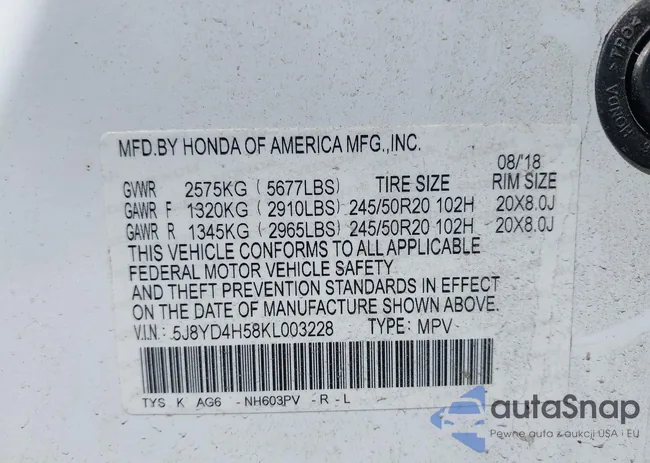 MFD.BY HONDA OF AMERICA MFG.,INC.
08/'18
GVWR 2575KG (5677LBS) TIRE SIZE RIM SIZE
GAWR F 1320KG (2910LBS) 245/50R20 102H 20X8.0J
GAWR R 1345KG (2965LBS) 245/50R20 102H 20X8.0J
THIS VEHICLE CONFORMS TO ALL APPLICABLE
FEDERAL MOTOR VEHICLE SAFETY
AND THEFT PREVENTION STANDARDS IN EFFECT
ON THE DATE OF MANUFACTURE SHOWN ABOVE.
V.I.N.: 5J8YD4H58KL003228 TYPE: MPV
TYS K AG6 -NH603PV -R-L
HONDA >TPO<
autaSnap
Pewne auta & aukcji USA i EU